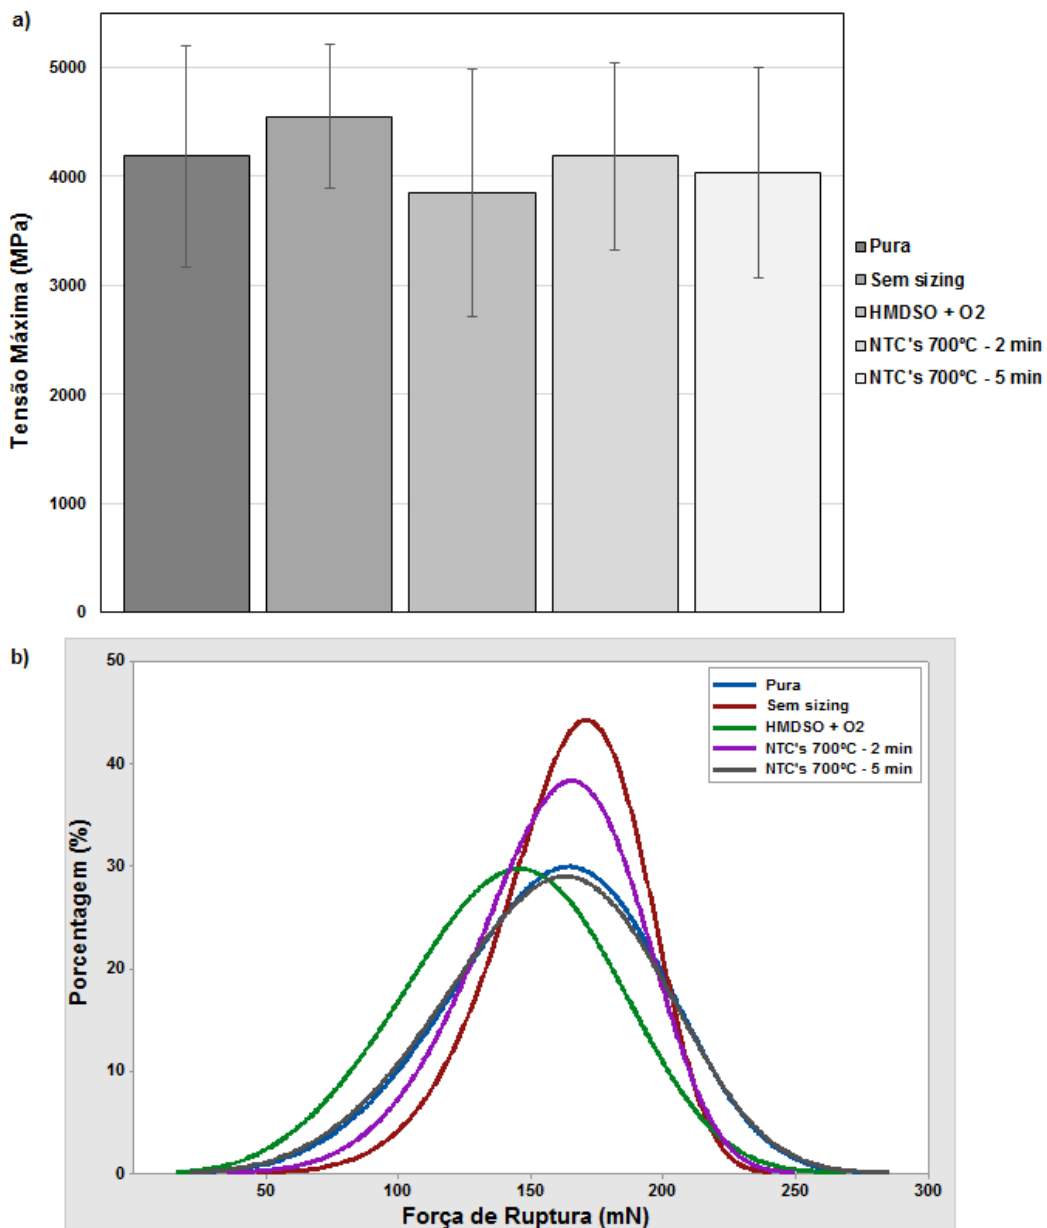 a)
Tensão Máxima (MPa)
5000
4000
3000
2000
1000
0
Pura
Sem sizing
HMDSO + O2
NTC's 700ºC - 2 min
NTC's 700ºC - 5 min
b)
Porcentagem (%)
50
40
30
20
10
0
Pura
Sem sizing
HMDSO + O2
NTC's 700ºC - 2 min
NTC's 700ºC - 5 min
50 100 150 200 250 300
Força de Ruptura (mN)